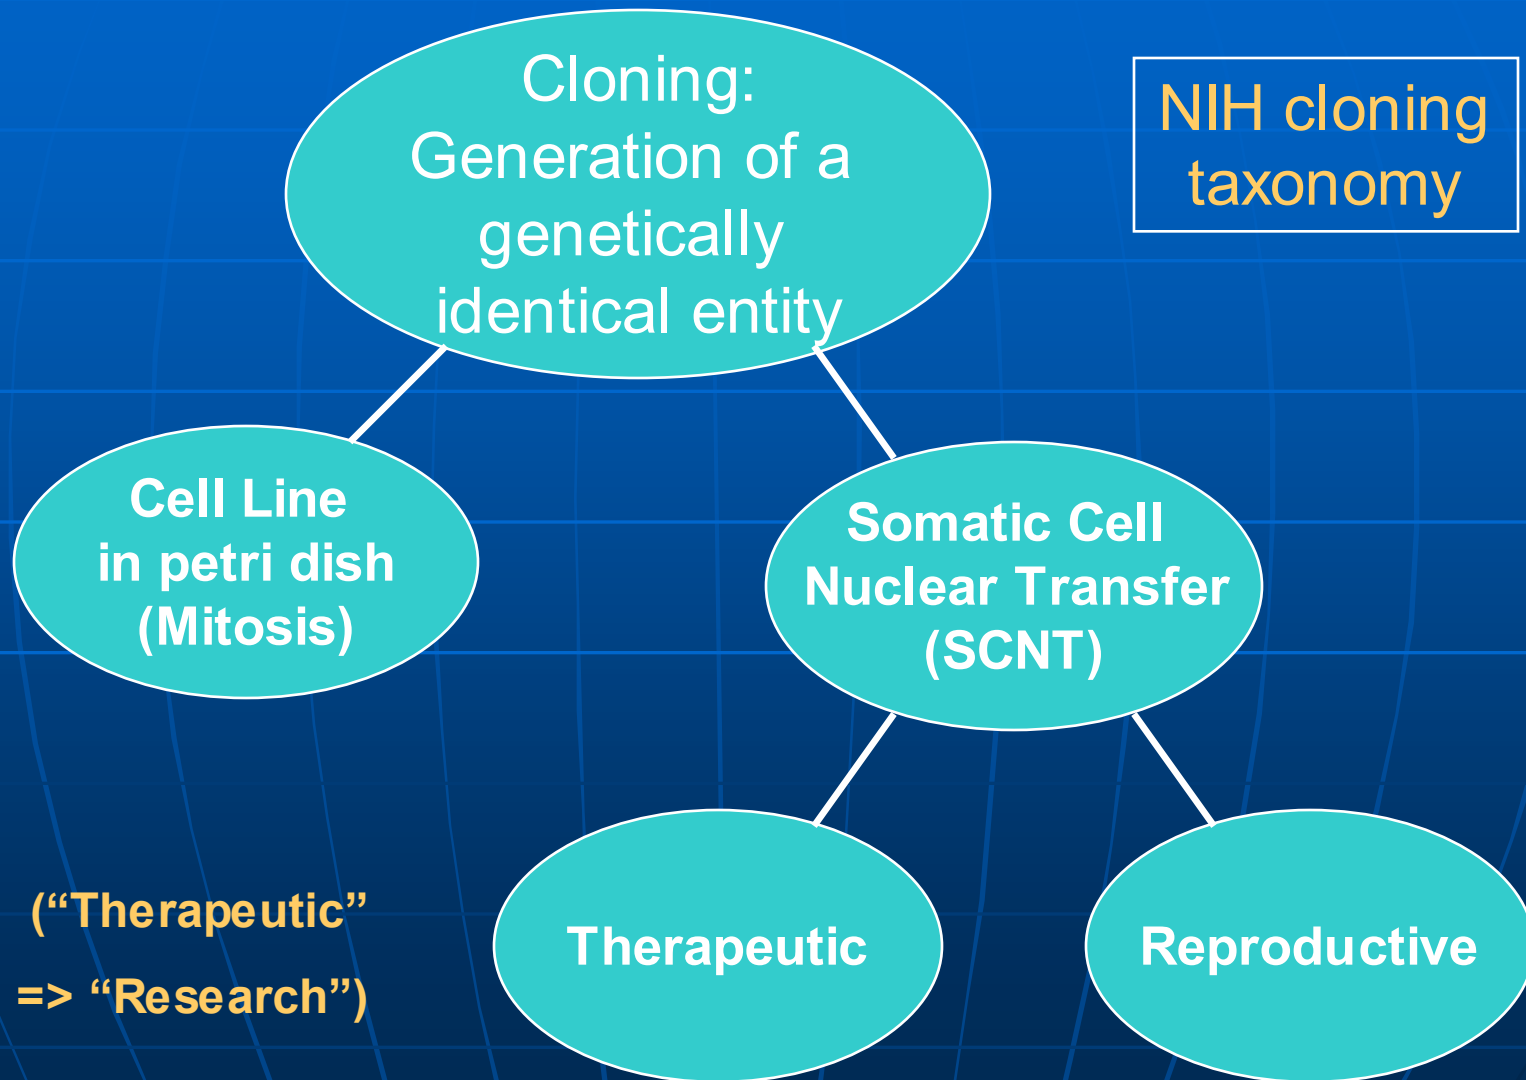 Cloning:
Generation of a
genetically
identical entity
NIH cloning
taxonomy
Cell Line
in petri dish
(Mitosis)
Somatic Cell
Nuclear Transfer
(SCNT)
Therapeutic
Reproductive
(“Therapeutic”
=> “Research”)